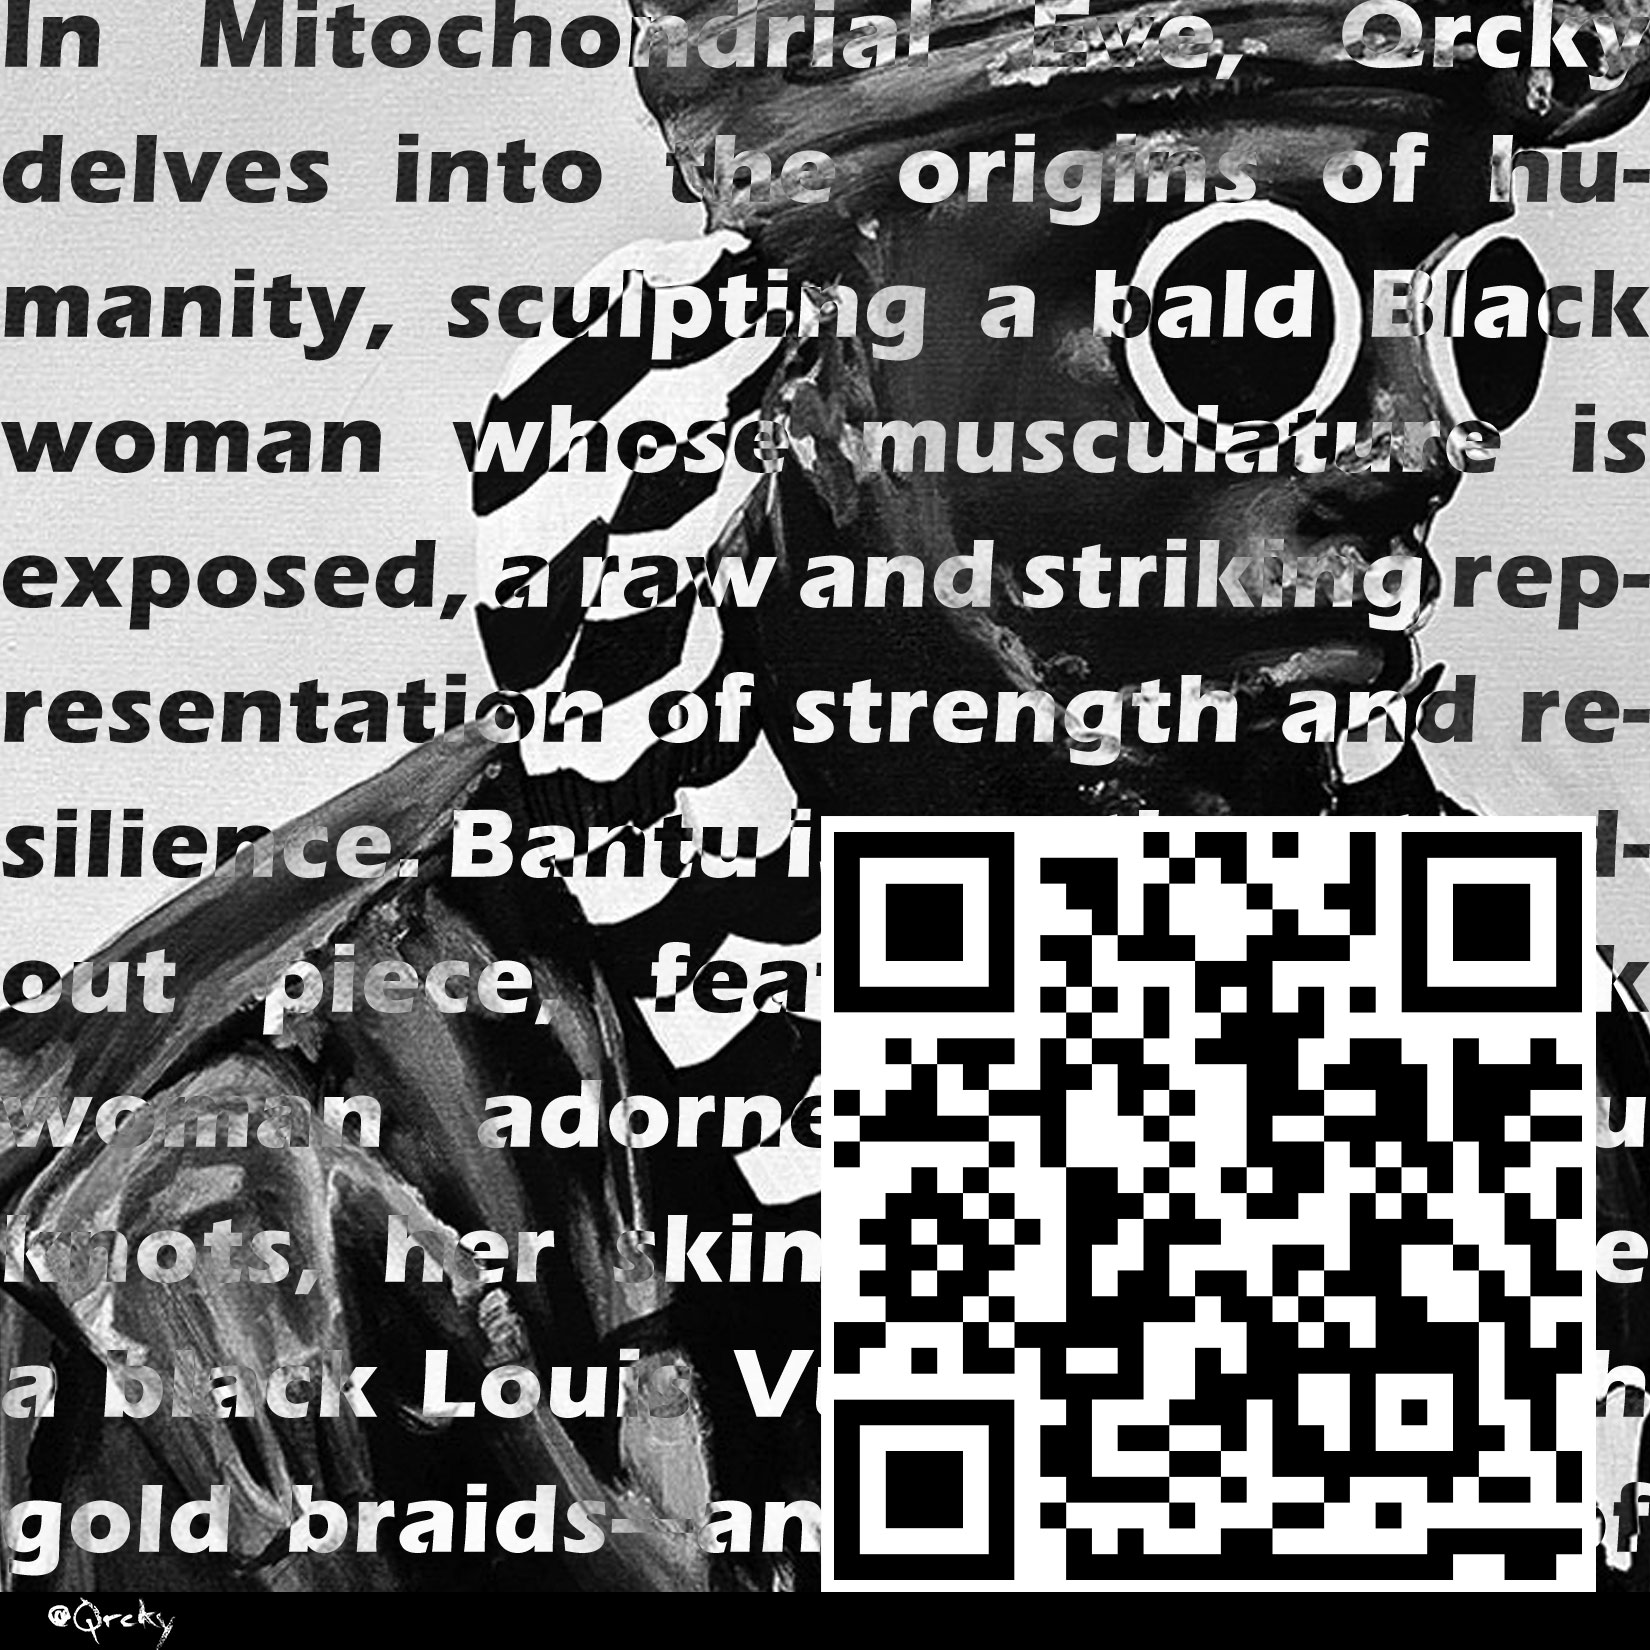 In Mitochondrial Eve, Qrcky
delves into the origins of hu-
manity, sculpting a bald Black
woman whose musculature is
exposed, a raw and striking rep-
resentation of strength and re-
silience. Bantu
out piece,
woman
knots, her skin
a black Louis
gold braids--
@Qrcky